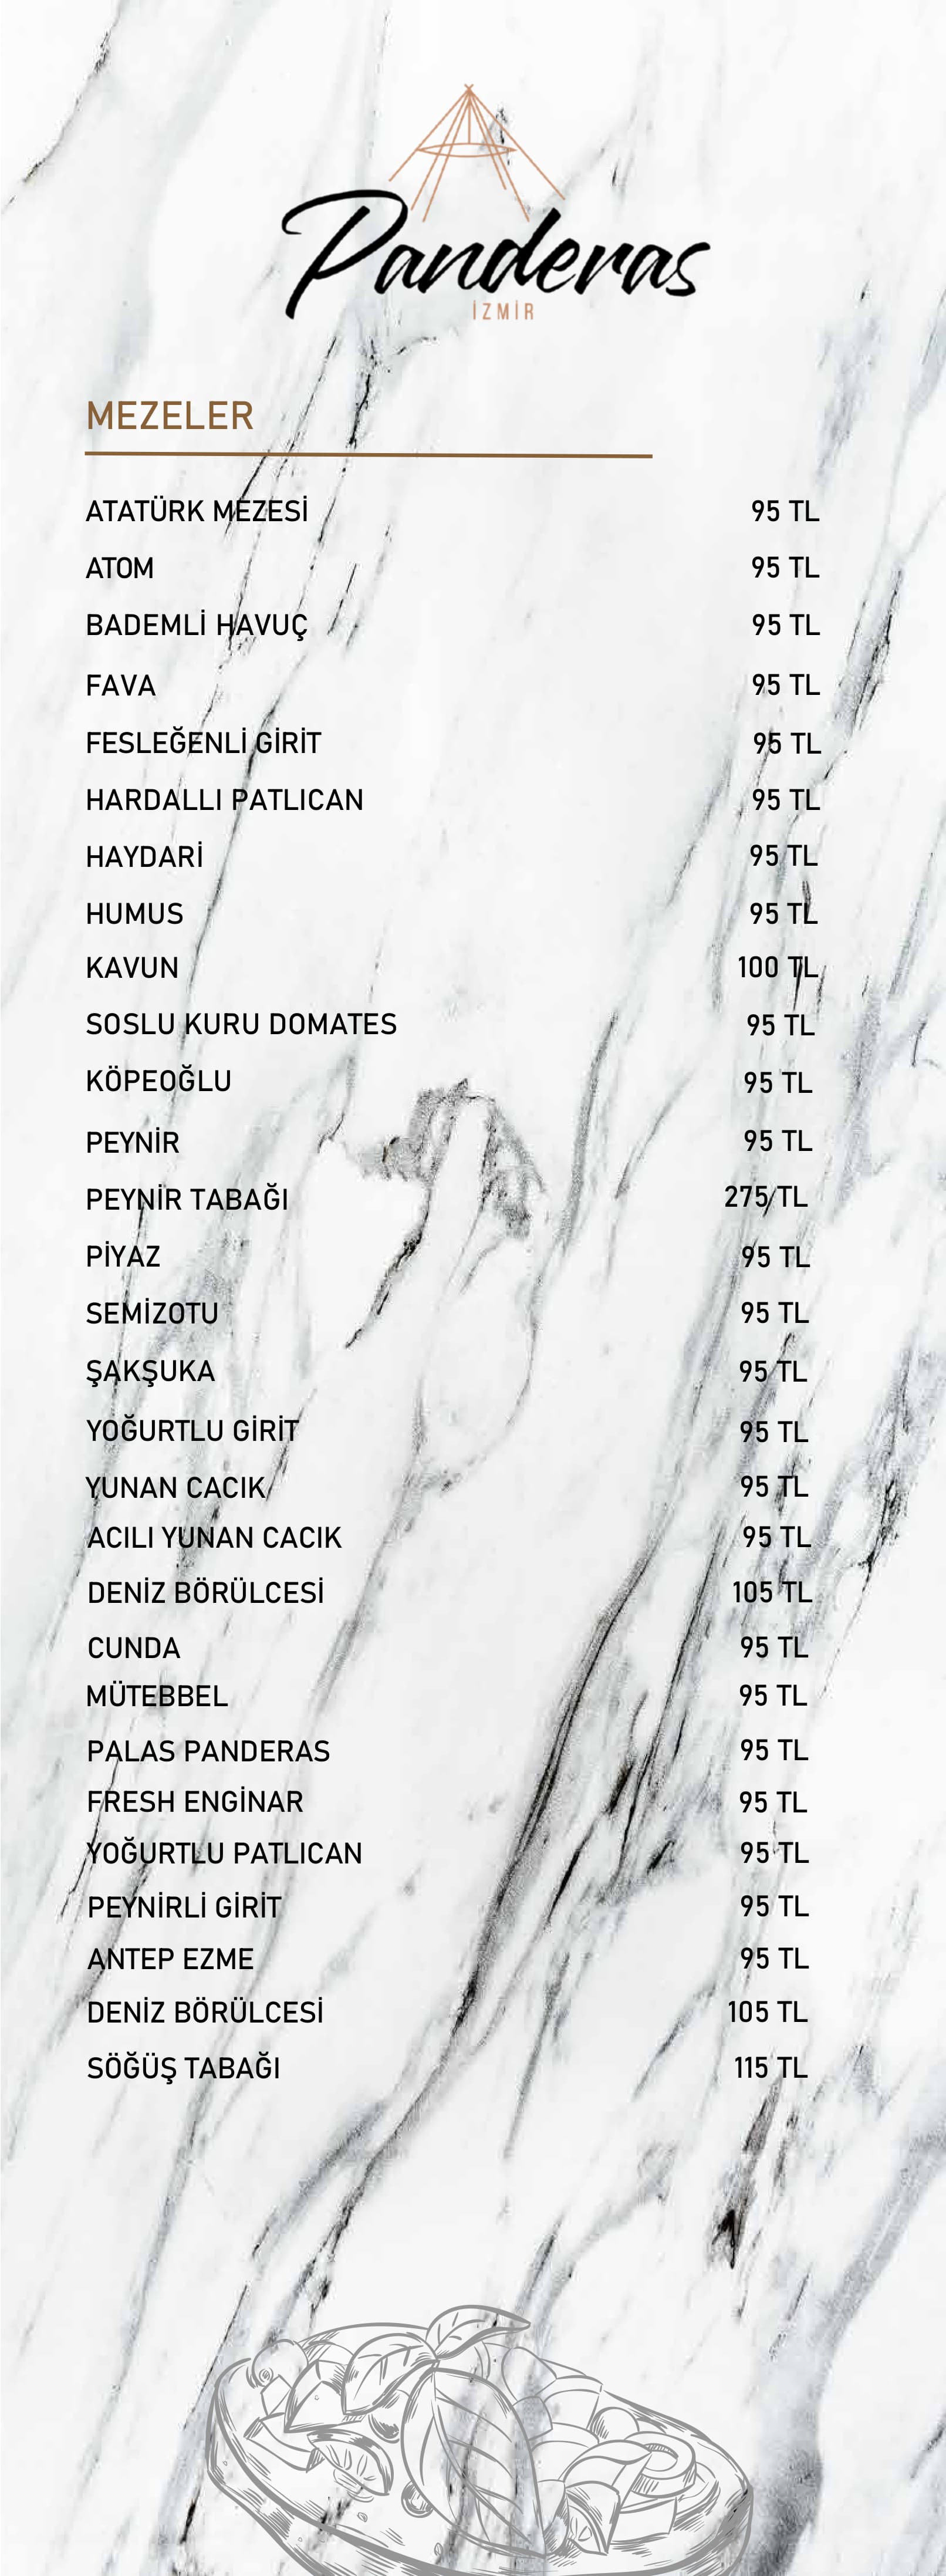 Panderas
İZMİR
MEZELER
ATATÜRK MEZESİ 95 TL
ATOM 95 TL
BADEMLİ HAVUÇ 95 TL
FAVA 95 TL
FESLEĞENLİ GİRİT 95 TL
HARDALLI PATLICAN 95 TL
HAYDARİ 95 TL
HUMUS 95 TL
KAVUN 100 TL
SOSLU KURU DOMATES 95 TL
KÖPEOĞLU 95 TL
PEYNİR 95 TL
PEYNİR TABAĞI 275 TL
PİYAZ 95 TL
SEMİZOTU 95 TL
ŞAKŞUKA 95 TL
YOĞURTLU GİRİT 95 TL
YUNAN CACIK 95 TL
ACILI YUNAN CACIK 95 TL
DENİZ BÖRÜLCESİ 105 TL
CUNDA 95 TL
MÜTEBBEL 95 TL
PALAS PANDERAS 95 TL
FRESH ENGİNAR 95 TL
YOĞURTLU PATLICAN 95 TL
PEYNİRLİ GİRİT 95 TL
ANTEP EZME 95 TL
DENİZ BÖRÜLCESİ 105 TL
SÖĞÜŞ TABAĞI 115 TL